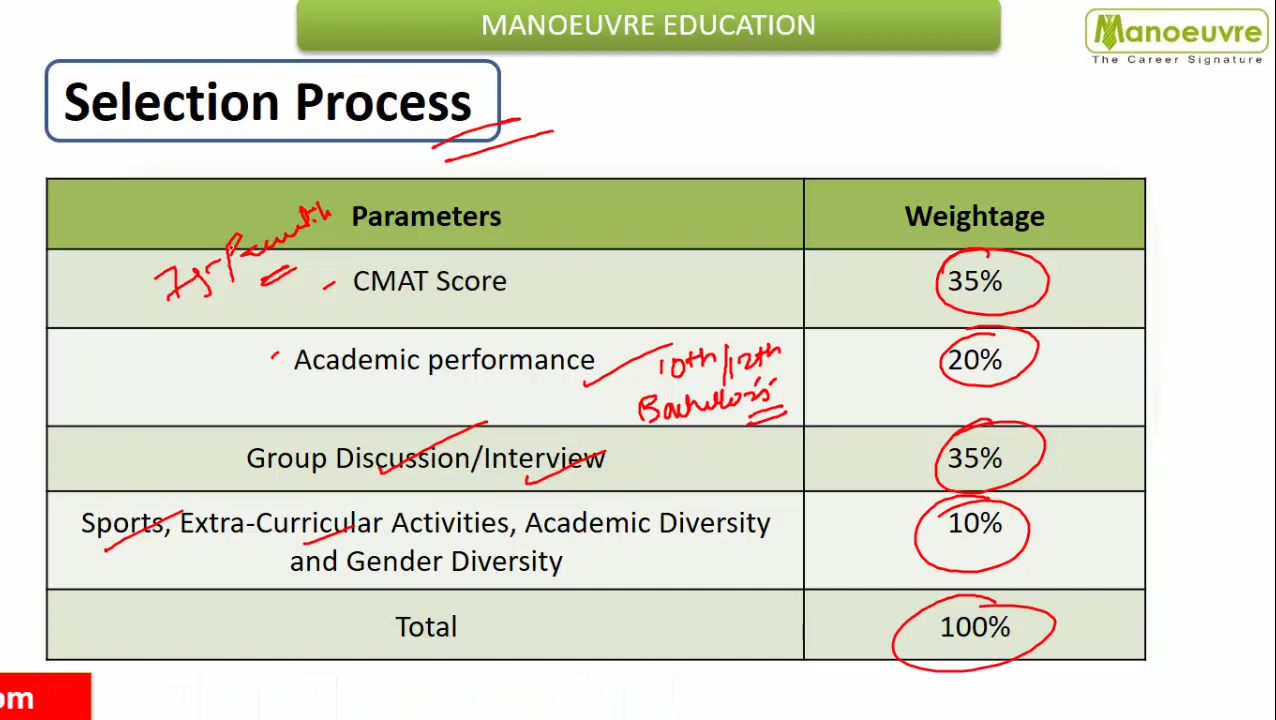 MANOEUVRE EDUCATION
Manoeuvre
The Career Signature
Selection Process
Parameters
Weightage
CMAT Score
35%
Academic performance
20%
10th/12th
Bachelor's
Group Discussion/Interview
35%
Sports, Extra-Curricular Activities, Academic Diversity
and Gender Diversity
10%
Total
100%
om